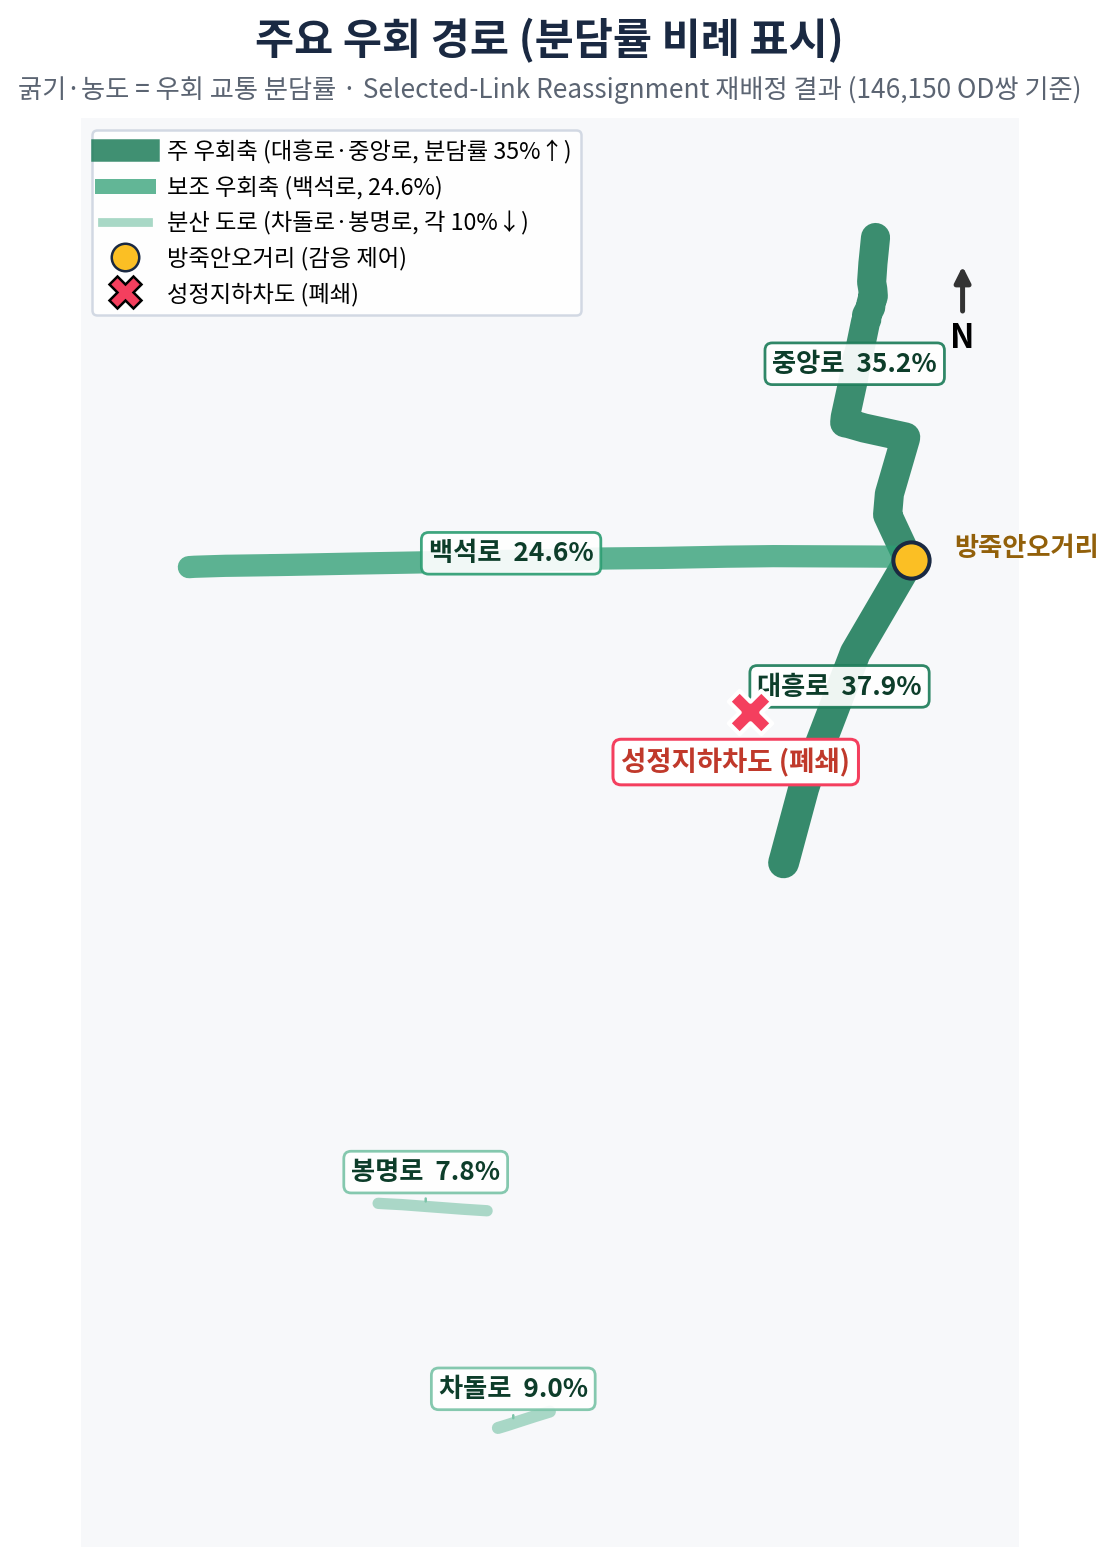 주요 우회 경로 (분담률 비례 표시)
굵기·농도 = 우회 교통 분담률 · Selected-Link Reassignment 재배정 결과 (146,150 OD쌍 기준)
주 우회축 (대흥로·중앙로, 분담률 35%↑)
보조 우회축 (백석로, 24.6%)
분산 도로 (차돌로·봉명로, 각 10%↓)
방죽안오거리 (감응 제어)
성정지하차도 (폐쇄)
N
중앙로 35.2%
백석로 24.6%
방죽안오거리
대흥로 37.9%
성정지하차도 (폐쇄)
봉명로 7.8%
차돌로 9.0%